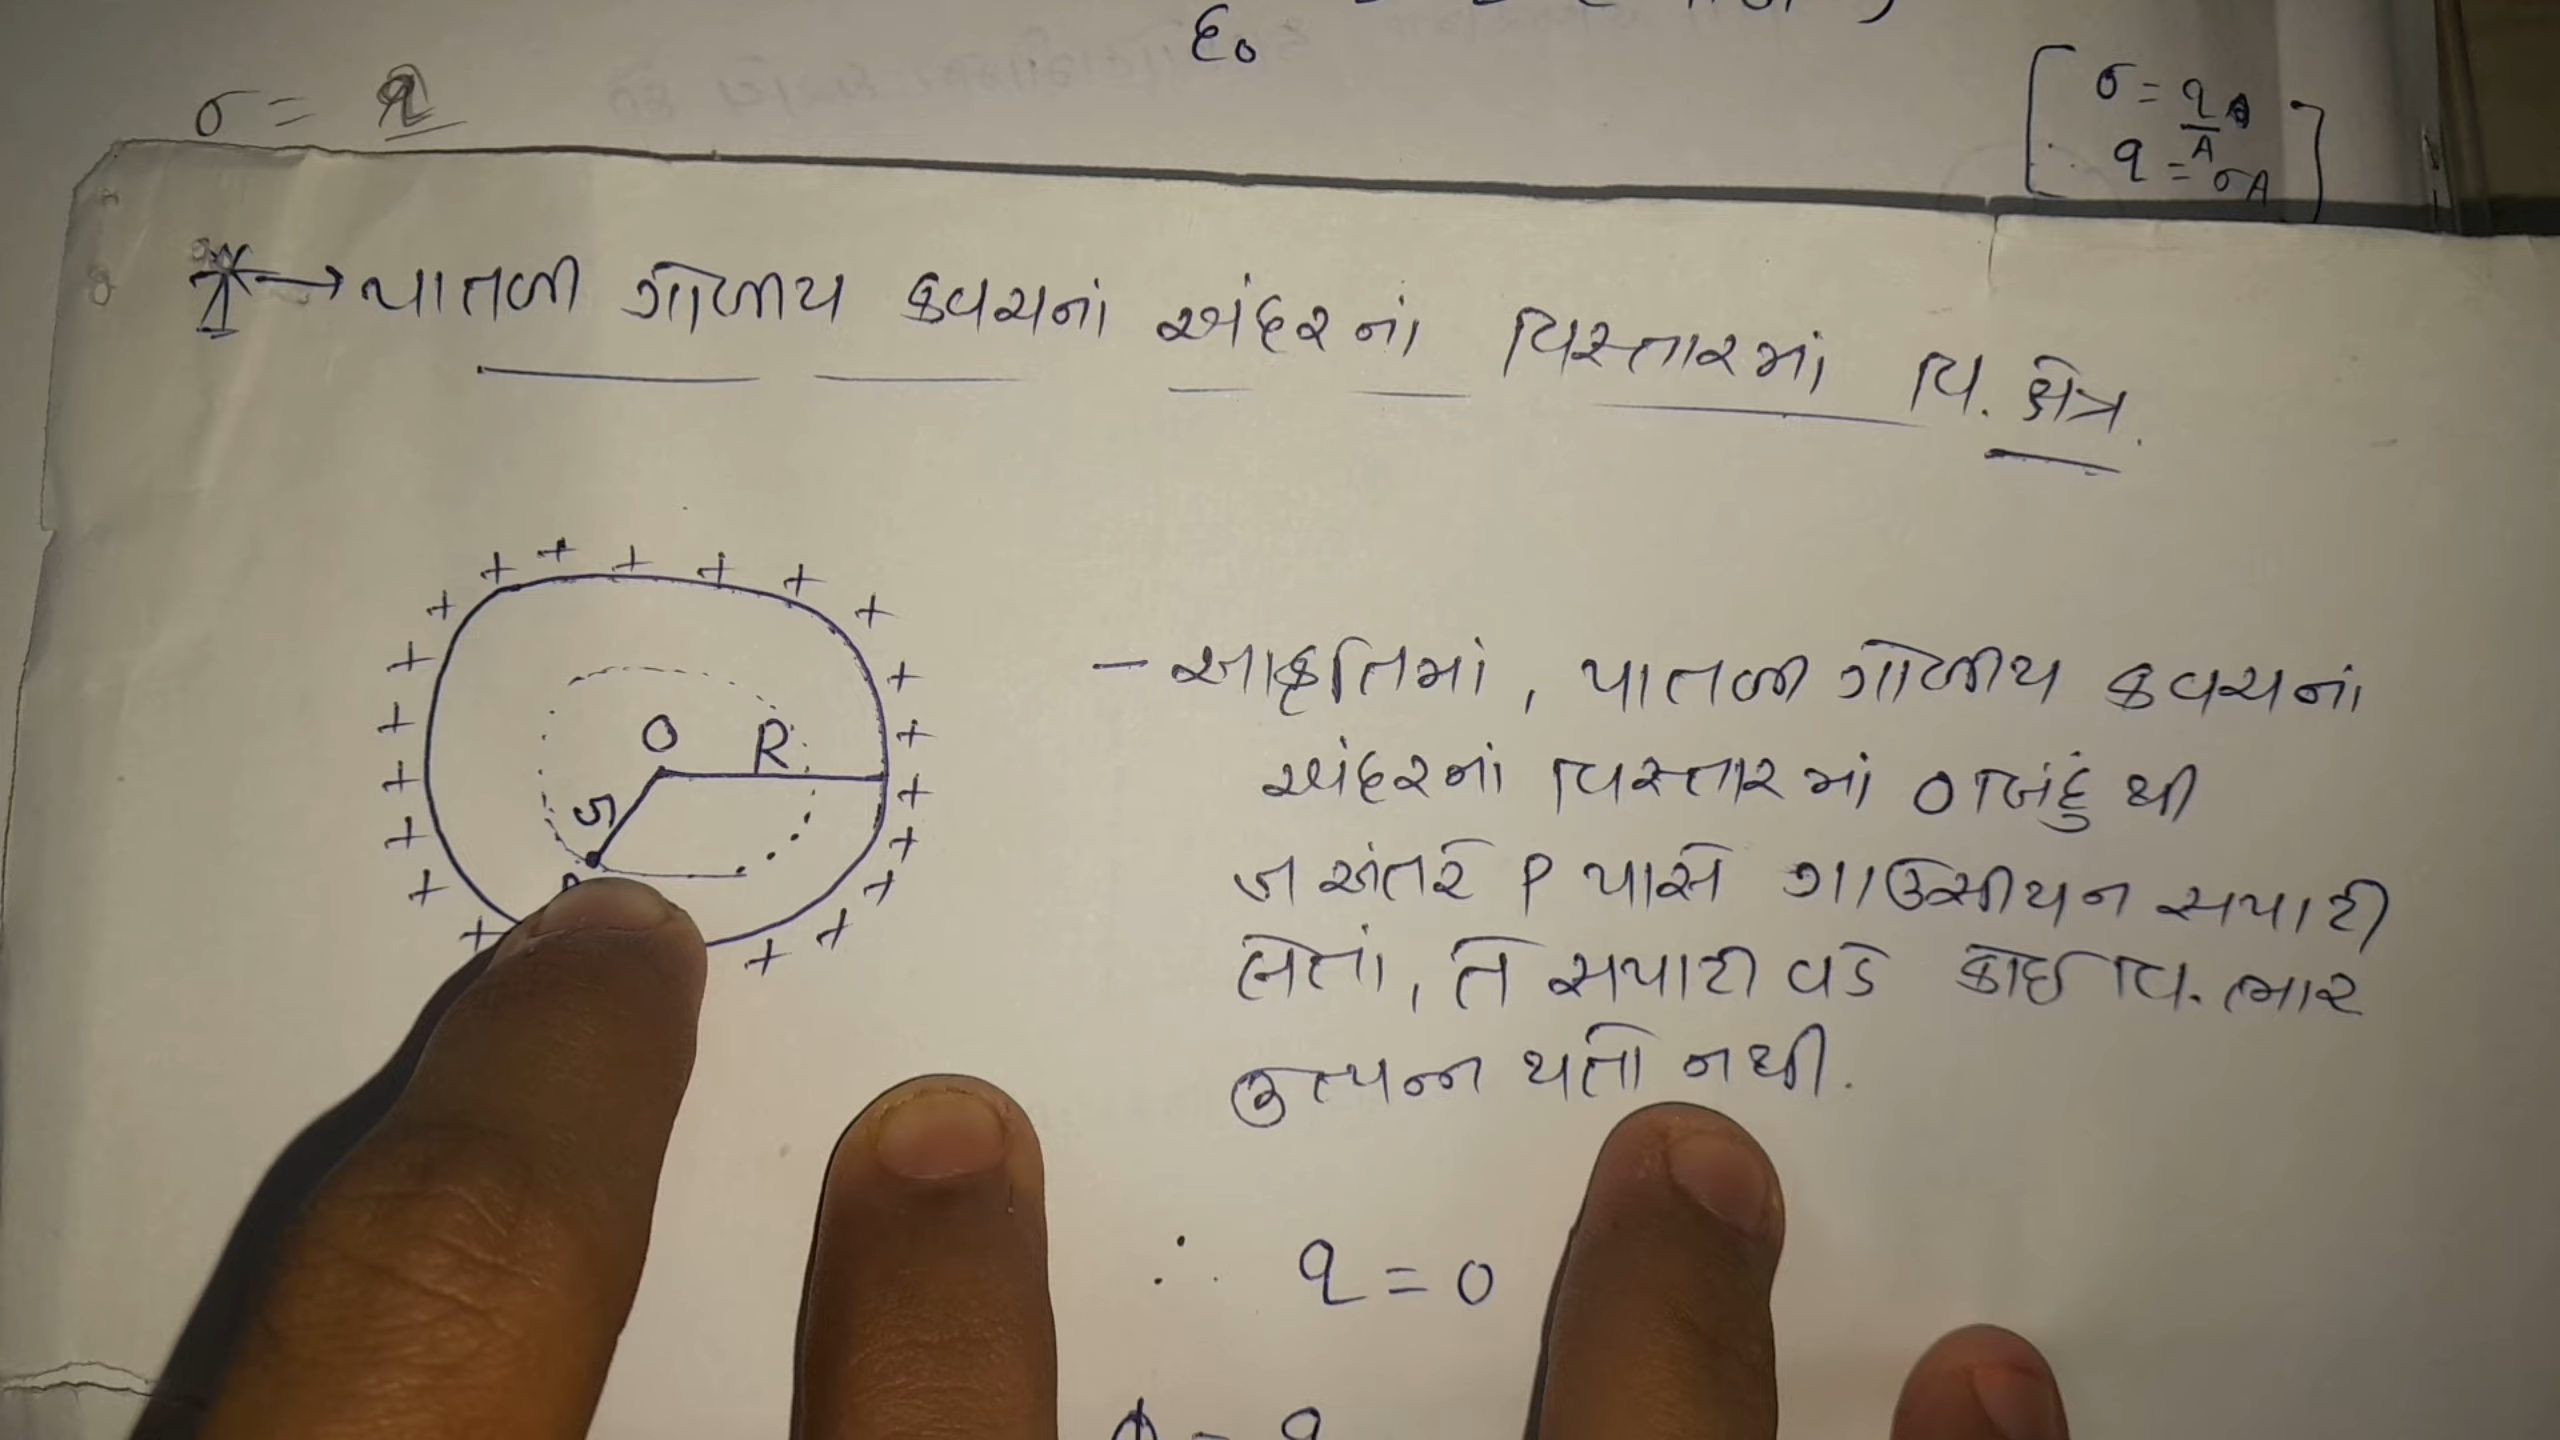 ε₀
σ = q
σ = q
A
q = σA
* → પાતળી ગોળીય કવચનાં અંદરનાં વિસ્તારમાં વિ. ક્ષેત્ર.
+ + + + + + + + + + + + + + + + + + + + + + +
O R
r
- આકૃતિમાં, પાતળી ગોળીય કવચનાં
અંદરનાં વિસ્તારમાં O બિંદુ થી
r અંતરે P પાસે ગાઉસીયન સપાટી
લેતાં, તે સપાટી વડે કોઈ વિ. ભાર
ઉત્પન્ન થતો નથી.
∴ q = 0